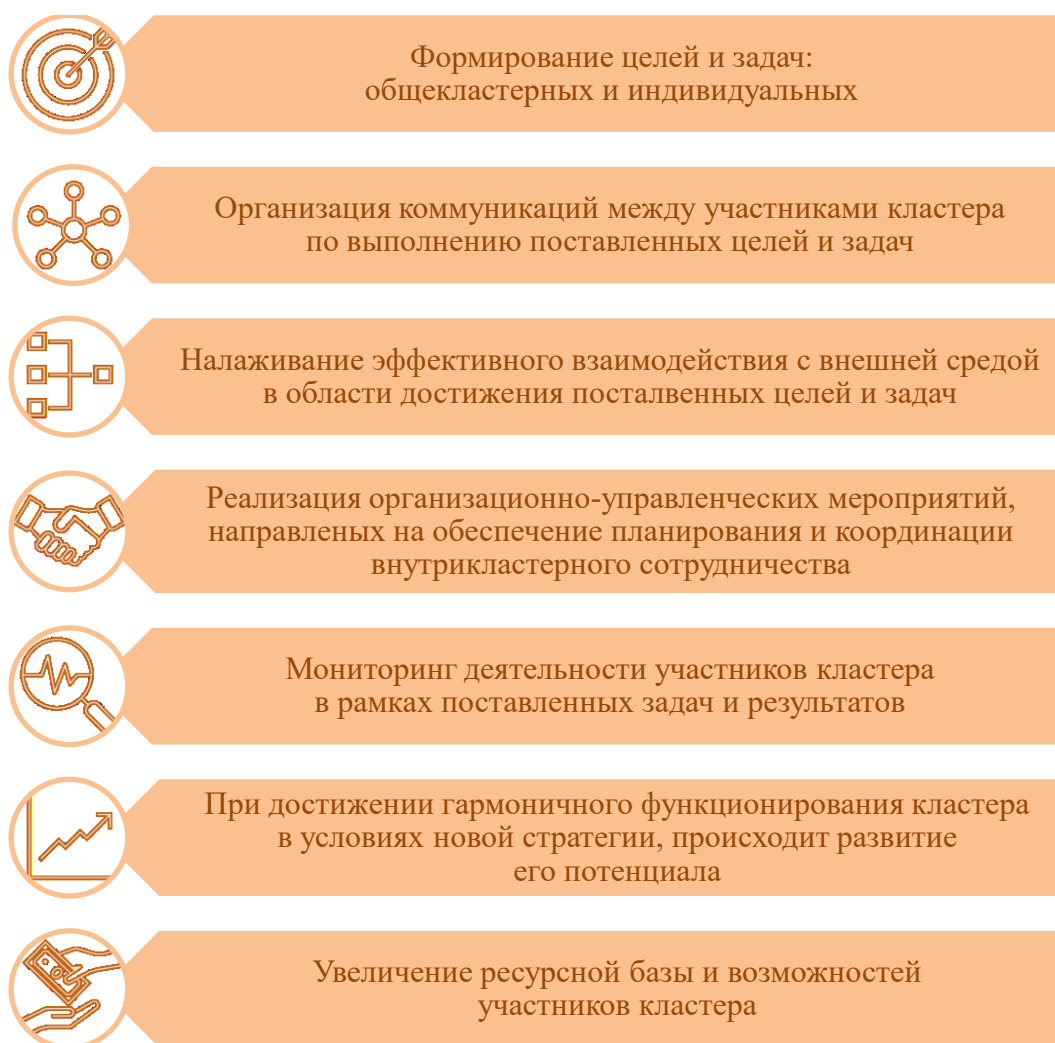 Формирование целей и задач:
общекластерных и индивидуальных
Организация коммуникаций между участниками кластера
по выполнению поставленных целей и задач
Налаживание эффективного взаимодействия с внешней средой
в области достижения посталвенных целей и задач
Реализация организационно-управленческих мероприятий,
направленых на обеспечение планирования и координации
внутрикластерного сотрудничества
Мониторинг деятельности участников кластера
в рамках поставленных задач и результатов
При достижении гармоничного функционирования кластера
в условиях новой стратегии, происходит развитие
его потенциала
Увеличение ресурсной базы и возможностей
участников кластера